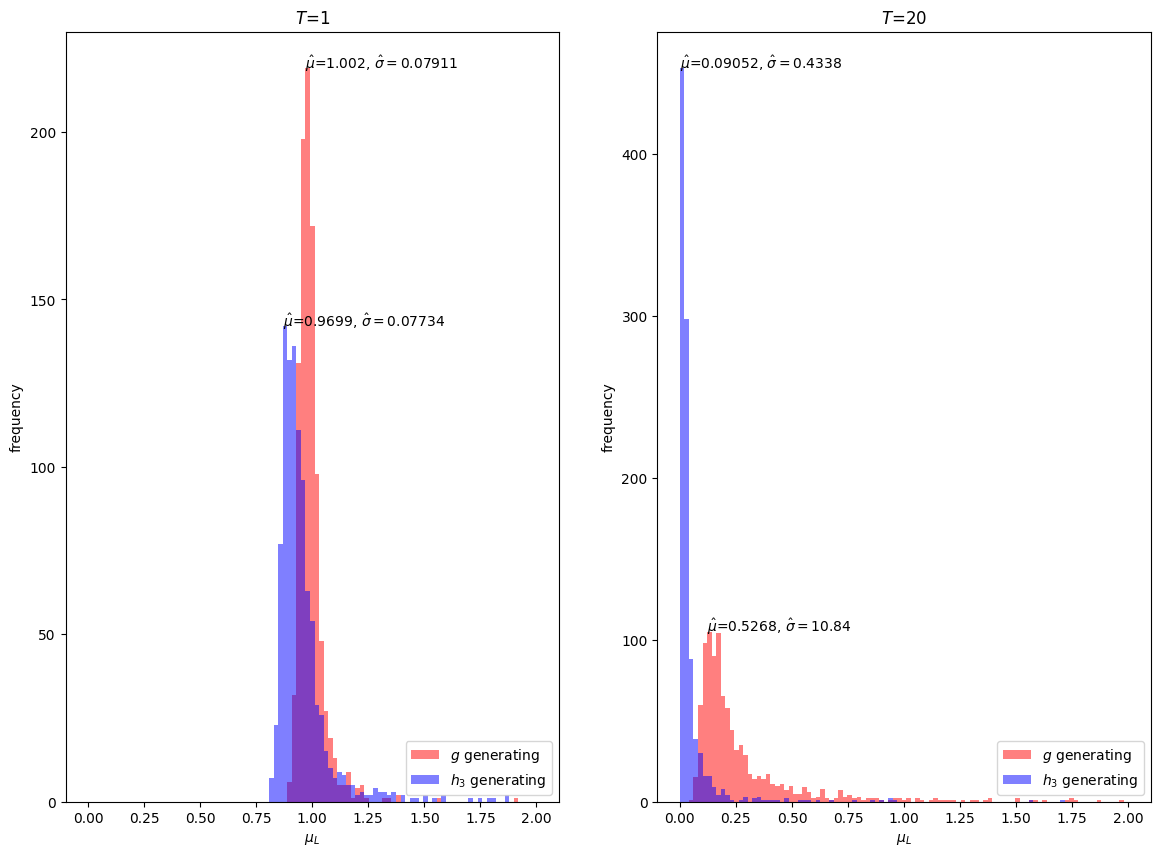 T=1
μ̂=1.002, σ̂ = 0.07911
μ̂=0.9699, σ̂ = 0.07734
200
150
100
50
0
frequency
0.00 0.25 0.50 0.75 1.00 1.25 1.50 1.75 2.00
μ_L
g generating
h₃ generating
T=20
μ̂=0.09052, σ̂ = 0.4338
μ̂=0.5268, σ̂ = 10.84
400
300
200
100
0
frequency
0.00 0.25 0.50 0.75 1.00 1.25 1.50 1.75 2.00
μ_L
g generating
h₃ generating